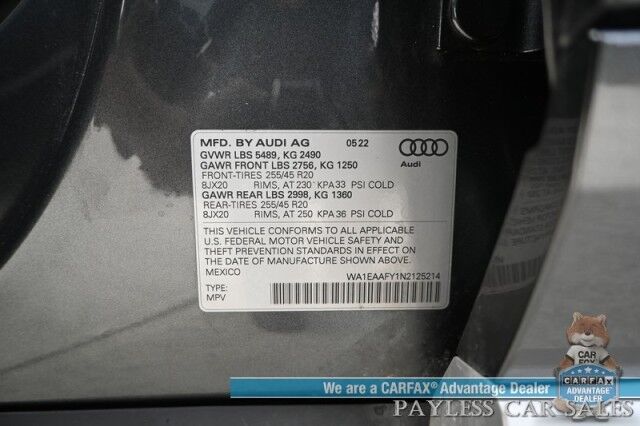 MFD. BY AUDI AG 05 22
GVWR LBS 5489, KG 2490
GAWR FRONT LBS 2756, KG 1250
FRONT-TIRES 255/45 R20
8JX20 RIMS, AT 230 KPA 33 PSI COLD
GAWR REAR LBS 2998, KG 1360
REAR-TIRES 255/45 R20
8JX20 RIMS, AT 250 KPA 36 PSI COLD
Audi
THIS VEHICLE CONFORMS TO ALL APPLICABLE
U.S. FEDERAL MOTOR VEHICLE SAFETY AND
THEFT PREVENTION STANDARDS IN EFFECT ON
THE DATE OF MANUFACTURE SHOWN ABOVE.
MEXICO
WA1EAAFY1N2125214
TYPE:
MPV
CAR FOX
We are a CARFAX® Advantage Dealer
CARFAX
ADVANTAGE
DEALER
PAYLESS CAR SALES